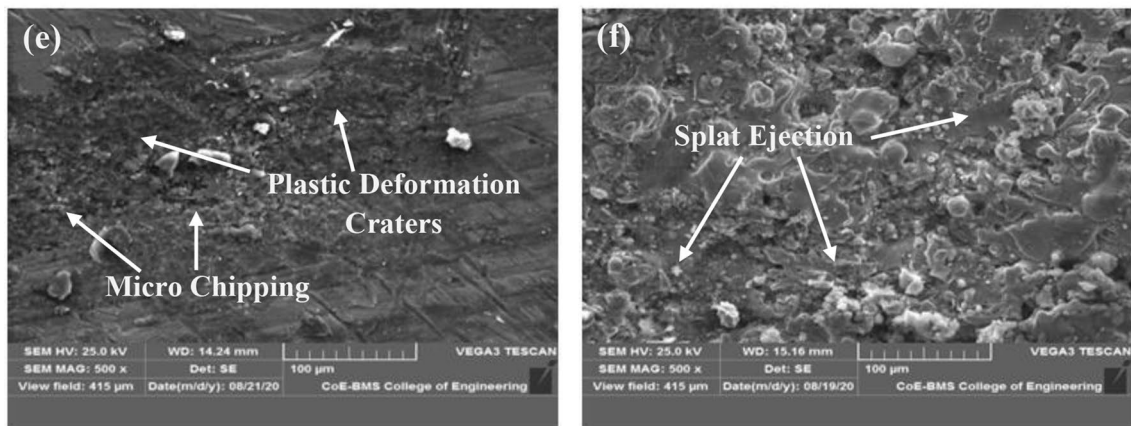 (e)
Plastic Deformation
Craters
Micro Chipping
SEM HV: 25.0 kV
WD: 14.24 mm
VEGA3 TESCAN
SEM MAG: 500 x
Det: SE
100 µm
View field: 415 µm
Date(m/d/y): 08/21/20
CoE-BMS College of Engineering
(f)
Splat Ejection
SEM HV: 25.0 kV
WD: 15.16 mm
VEGA3 TESCAN
SEM MAG: 500 x
Det: SE
100 µm
View field: 415 µm
Date(m/d/y): 08/19/20
CoE-BMS College of Engineering